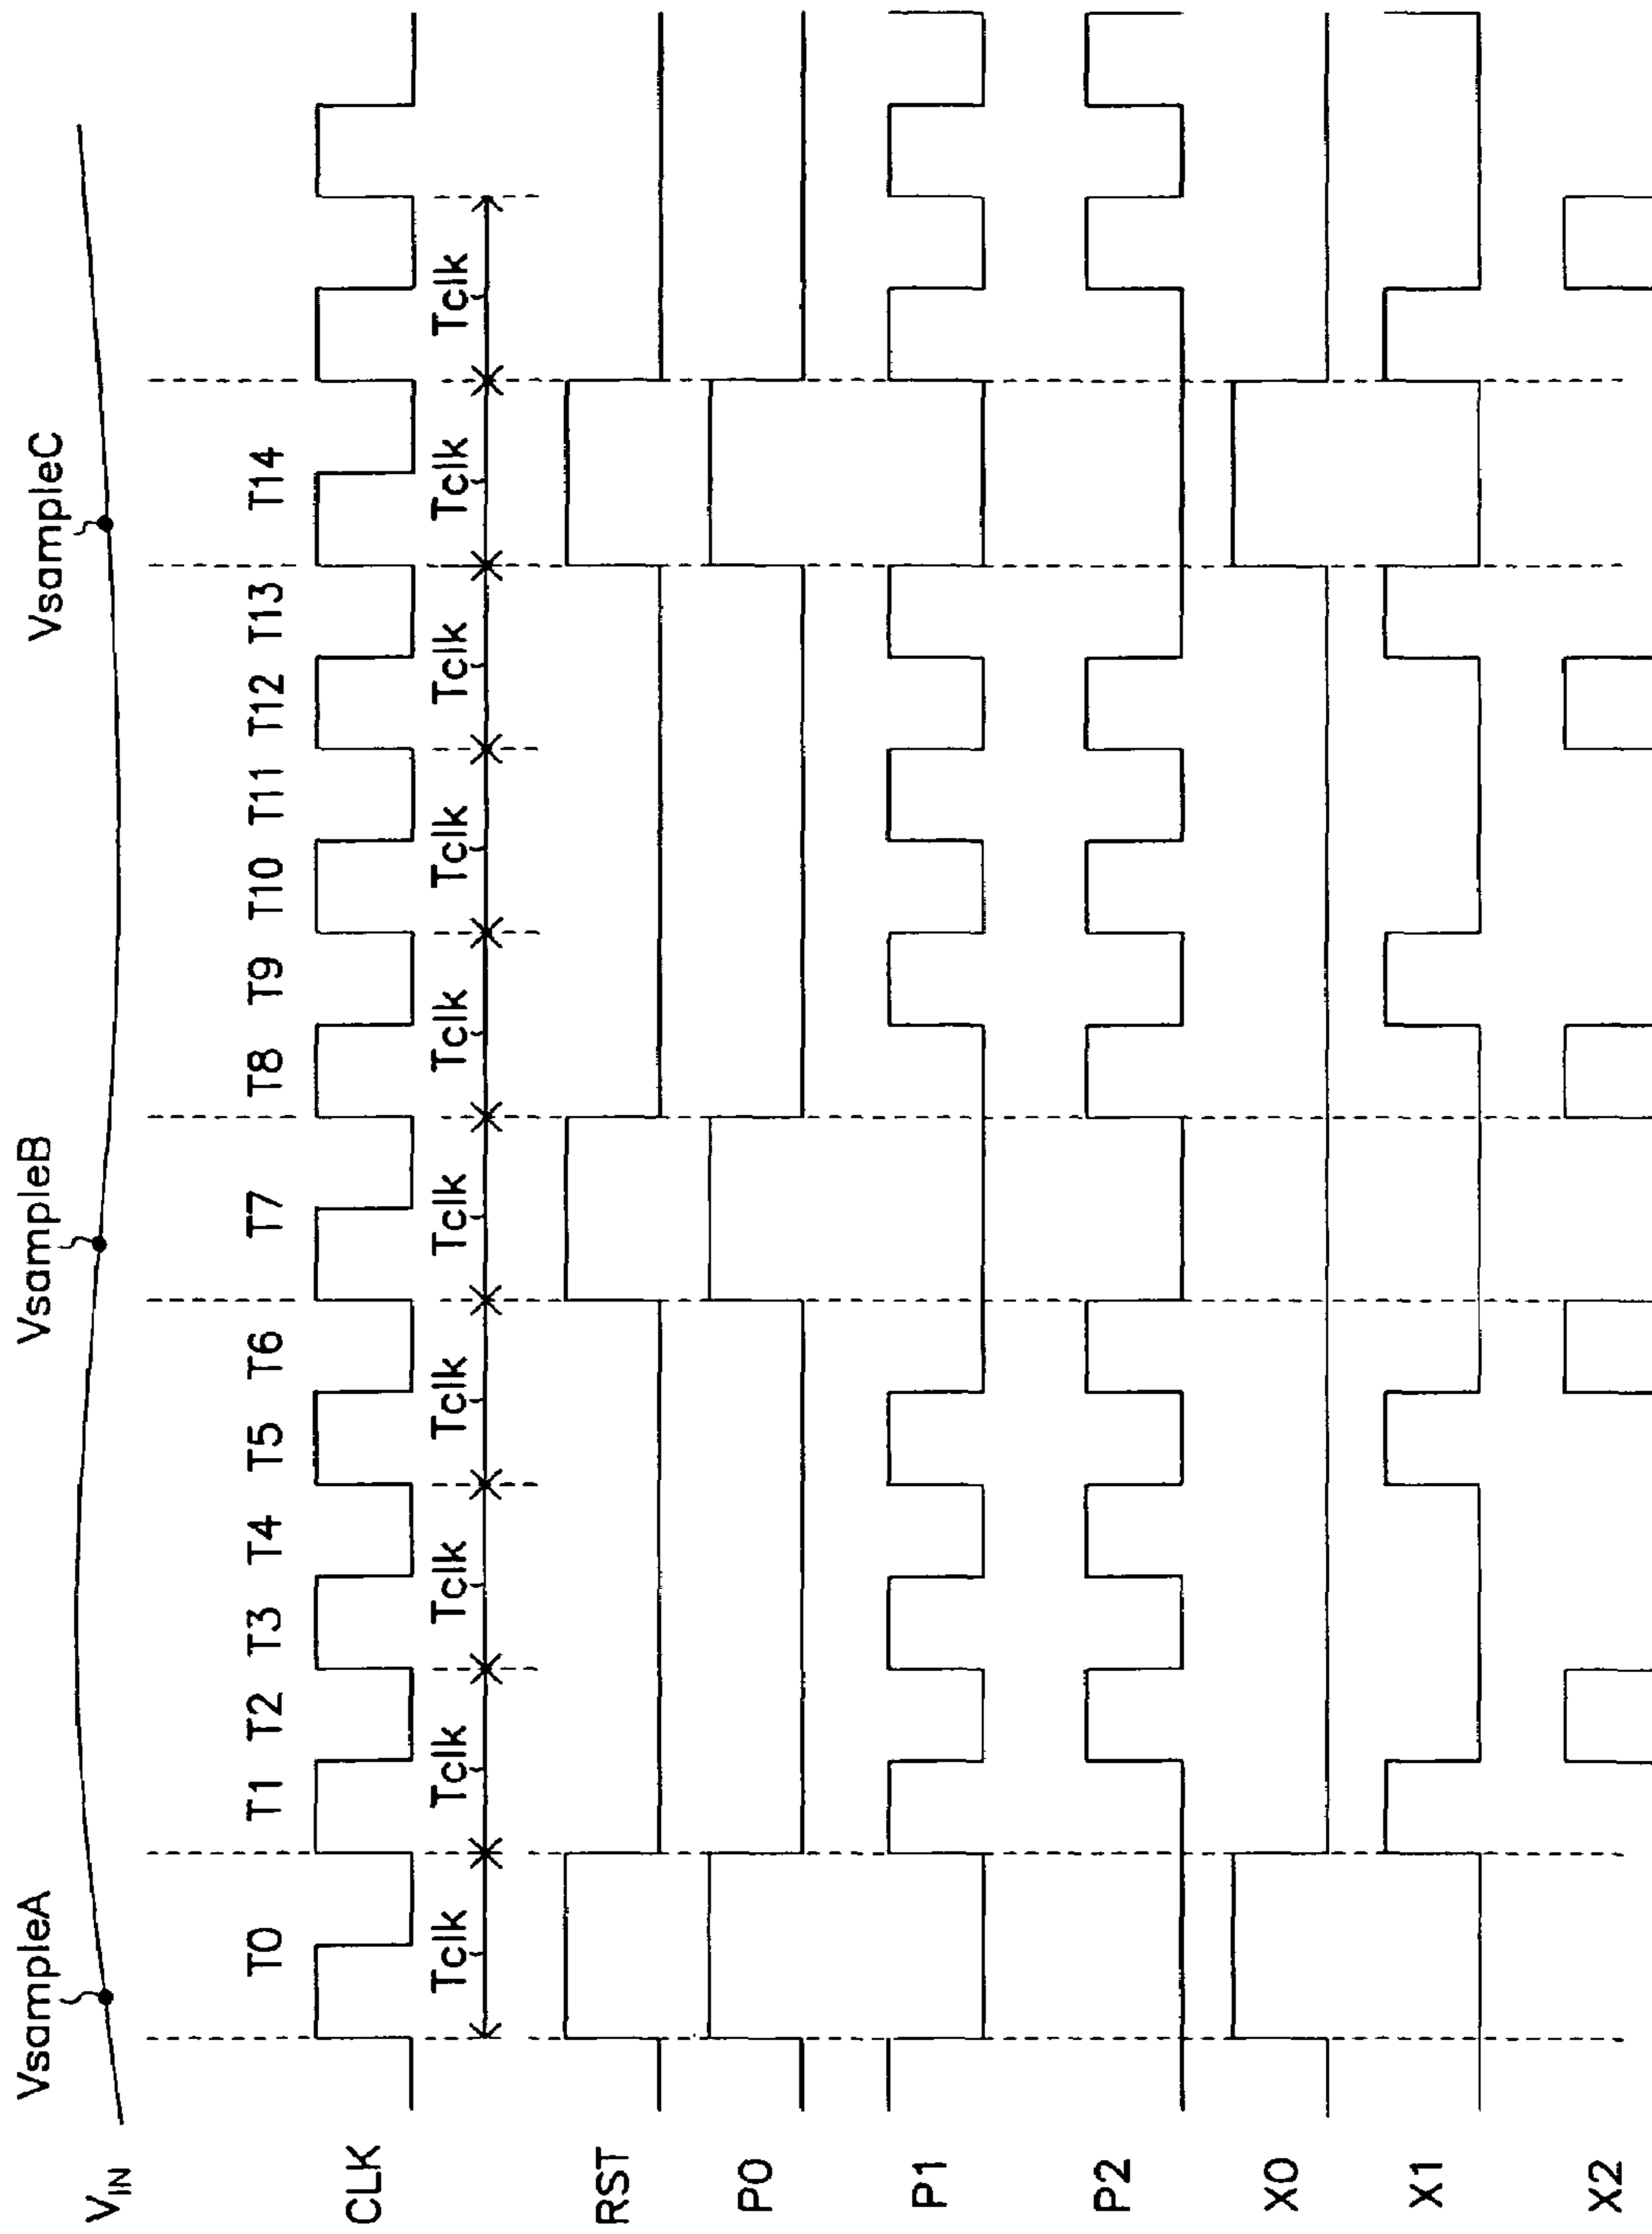 VsampleA VsampleB VsampleC
V_IN
T0 T1 T2 T3 T4 T5 T6 T7 T8 T9 T10 T11 T12 T13 T14
CLK
Tclk Tclk Tclk Tclk Tclk Tclk Tclk Tclk Tclk Tclk
RST
P0
P1
P2
X0
X1
X2